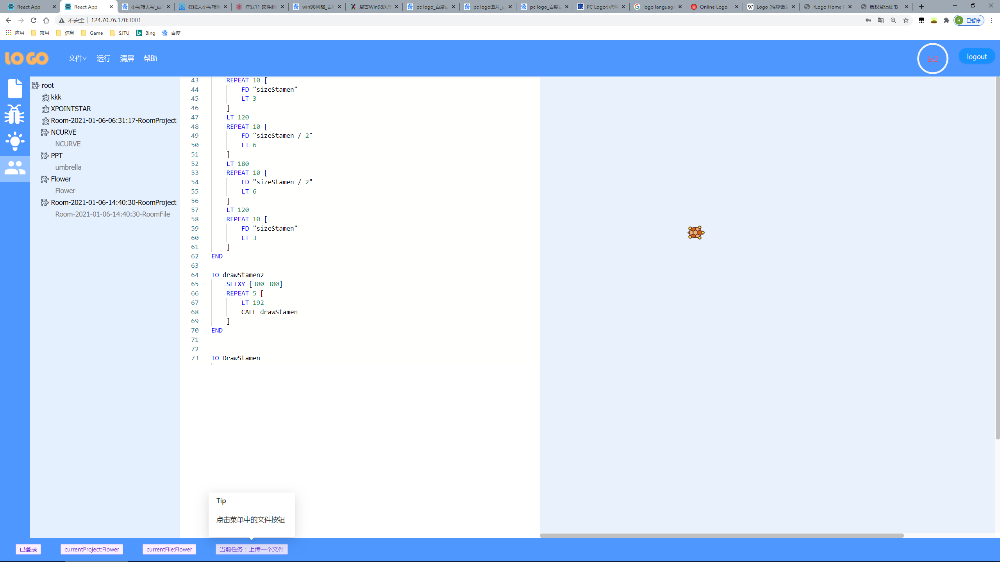 React App
React App
小写转大写_百
在线大小写转
作业11 软件测
win98风格_百
复古Win98风
pc logo_百度
pc logo图片_
pc logo_百度
PC Logo小海
logo language
Online Logo
Logo (程序语
rLogo Home
版权登记证书
不安全
124.70.76.170:3001
R 已暂停
应用
常用
信息
Game
SJTU
Bing
百度
LOGO
文件
运行
清屏
帮助
Lv2
logout
root
kkk
XPOINTSTAR
Room-2021-01-06-06:31:17-RoomProject
NCURVE
NCURVE
PPT
umbrella
Flower
Flower
Room-2021-01-06-14:40:30-RoomProject
Room-2021-01-06-14:40:30-RoomFile
43 REPEAT 10 [
44 FD "sizeStamen"
45 LT 3
46 ]
47 LT 120
48 REPEAT 10 [
49 FD "sizeStamen / 2"
50 LT 6
51 ]
52 LT 180
53 REPEAT 10 [
54 FD "sizeStamen / 2"
55 LT 6
56 ]
57 LT 120
58 REPEAT 10 [
59 FD "sizeStamen"
60 LT 3
61 ]
62 END
63
64 TO drawStamen2
65 SETXY [300 300]
66 REPEAT 5 [
67 LT 192
68 CALL drawStamen
69 ]
70 END
71
72
73 TO DrawStamen
Tip
点击菜单中的文件按钮
已登录
currentProject:Flower
currentFile:Flower
当前任务：上传一个文件